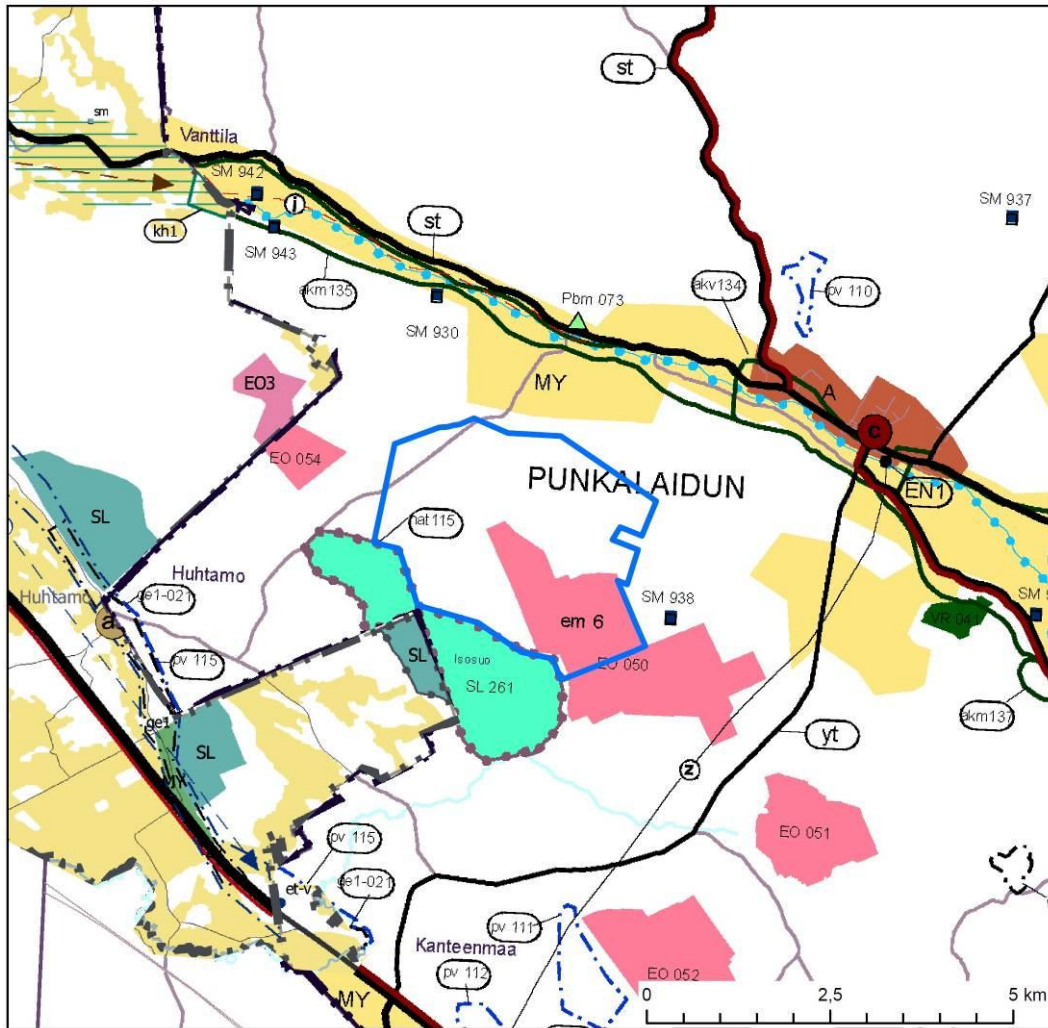 st
sm
Vanttila
SM 942
SM 937
j
st
kh1
SM 943
akm135
akv134
pv 110
Pbm 073
SM 930
EO3
MY
A
c
EO 054
PUNKALAIDUN
EN1
SL
nat115
Huhtamo
Huhtamo
ge1-021
a
em 6
SM 938
SM
VR 041
pv 115
SL
Isosuo
EO 050
SL 261
akm137
ge1
SL
yt
MY
z
pv 115
EO 051
et-v
ge1-021
pv 111
Kanteenmaa
pv 112
EO 052
MY
0
2,5
5 km